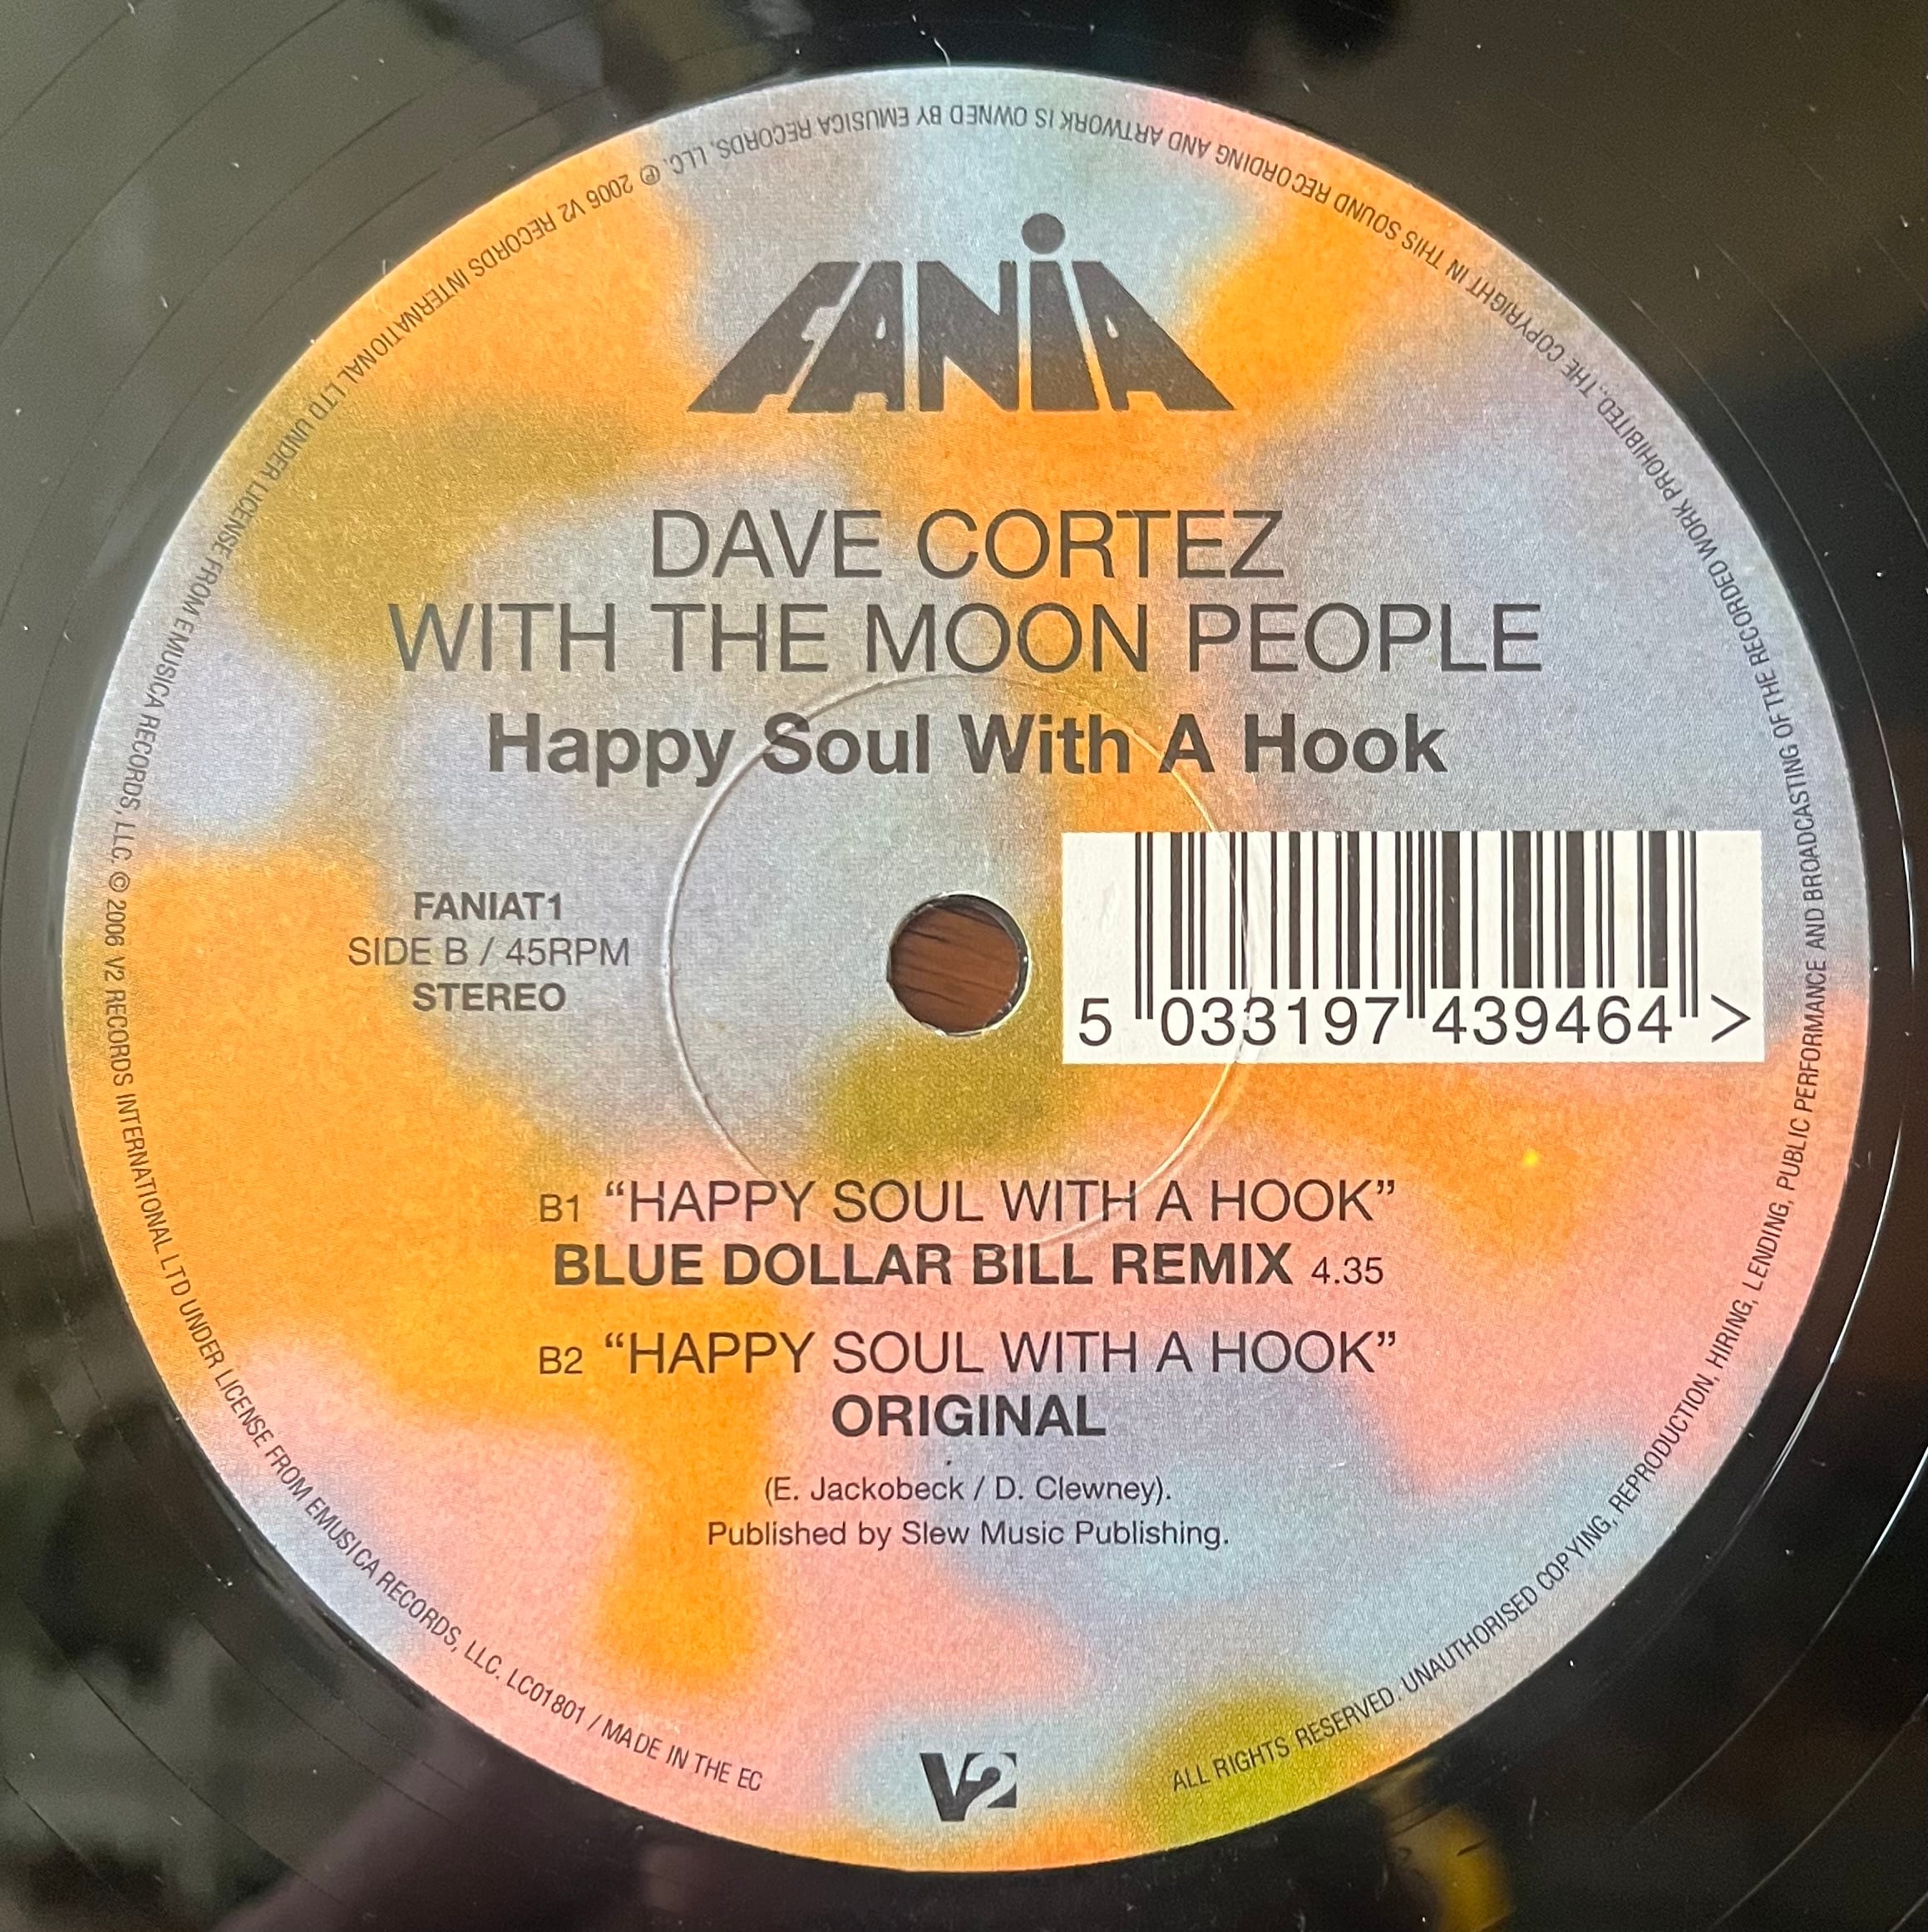 FANiA
DAVE CORTEZ
WITH THE MOON PEOPLE
Happy Soul With A Hook
FANIAT1
SIDE B / 45RPM
STEREO
5 033197 439464 >
B1 “HAPPY SOUL WITH A HOOK”
BLUE DOLLAR BILL REMIX 4.35
B2 “HAPPY SOUL WITH A HOOK”
ORIGINAL
(E. Jackobeck / D. Clewney).
Published by Slew Music Publishing.
V2
ALL RIGHTS RESERVED. UNAUTHORISED COPYING, REPRODUCTION, HIRING, LENDING, PUBLIC PERFORMANCE AND BROADCASTING OF THE RECORDED WORK PROHIBITED. THE COPYRIGHT IN THIS SOUND RECORDING AND ARTWORK IS OWNED BY EMUSICA RECORDS, LLC. ℗ 2006 V2 RECORDS INTERNATIONAL LTD UNDER LICENSE FROM EMUSICA RECORDS, LLC. © 2006 V2 RECORDS INTERNATIONAL LTD UNDER LICENSE FROM EMUSICA RECORDS, LLC. LC01801 / MADE IN THE EC